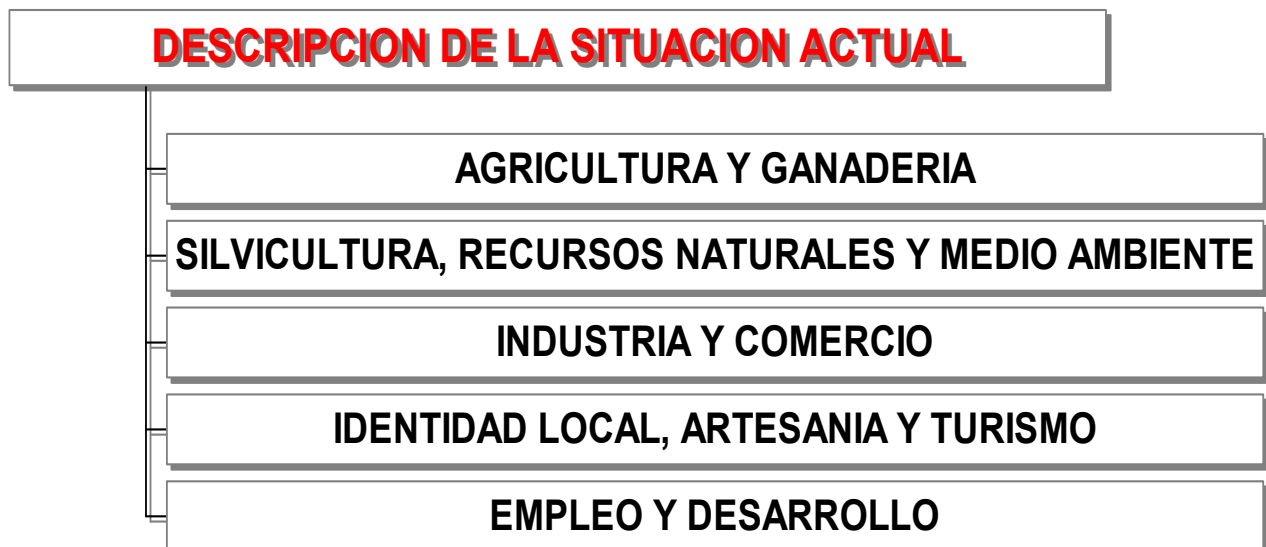 DESCRIPCION DE LA SITUACION ACTUAL
AGRICULTURA Y GANADERIA
SILVICULTURA, RECURSOS NATURALES Y MEDIO AMBIENTE
INDUSTRIA Y COMERCIO
IDENTIDAD LOCAL, ARTESANIA Y TURISMO
EMPLEO Y DESARROLLO